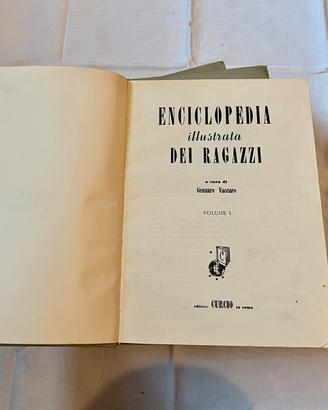 ENCICLOPEDIA
illustrata
DEI RAGAZZI
a cura di
Gennaro Vaccaro
VOLUME I
C
editore CURCIO in roma